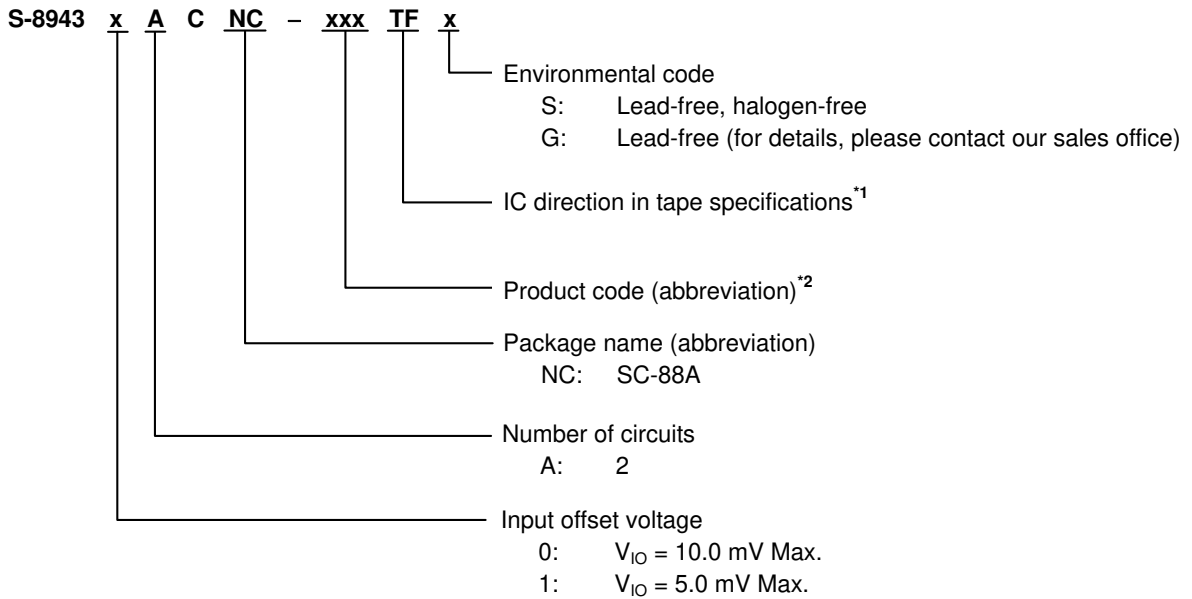 S-8943 x A C NC – xxx TF x
Environmental code
S: Lead-free, halogen-free
G: Lead-free (for details, please contact our sales office)
IC direction in tape specifications*1
Product code (abbreviation)*2
Package name (abbreviation)
NC: SC-88A
Number of circuits
A: 2
Input offset voltage
0: VIO = 10.0 mV Max.
1: VIO = 5.0 mV Max.